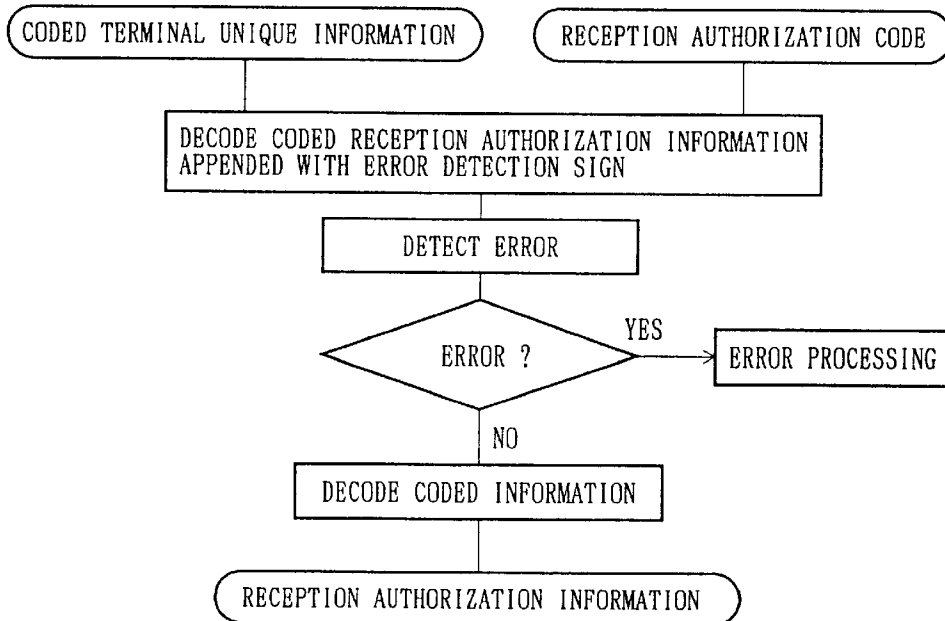 CODED TERMINAL UNIQUE INFORMATION
RECEPTION AUTHORIZATION CODE
DECODE CODED RECEPTION AUTHORIZATION INFORMATION
APPENDED WITH ERROR DETECTION SIGN
DETECT ERROR
ERROR ?
YES
ERROR PROCESSING
NO
DECODE CODED INFORMATION
RECEPTION AUTHORIZATION INFORMATION